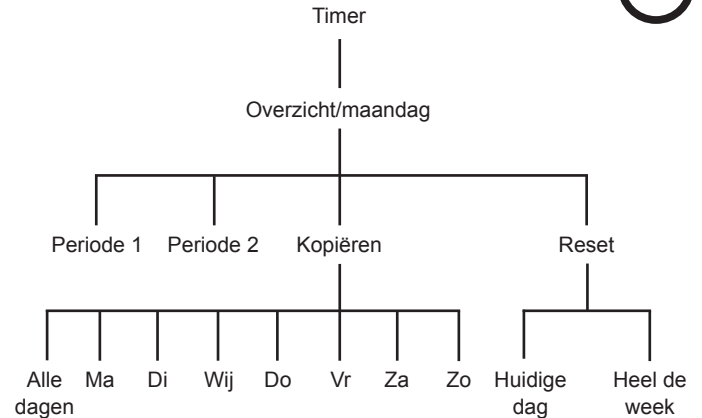 Timer
Overzicht/maandag
Periode 1 Periode 2 Kopiëren Reset
Alle dagen Ma Di Wij Do Vr Za Zo Huidige dag Heel de week